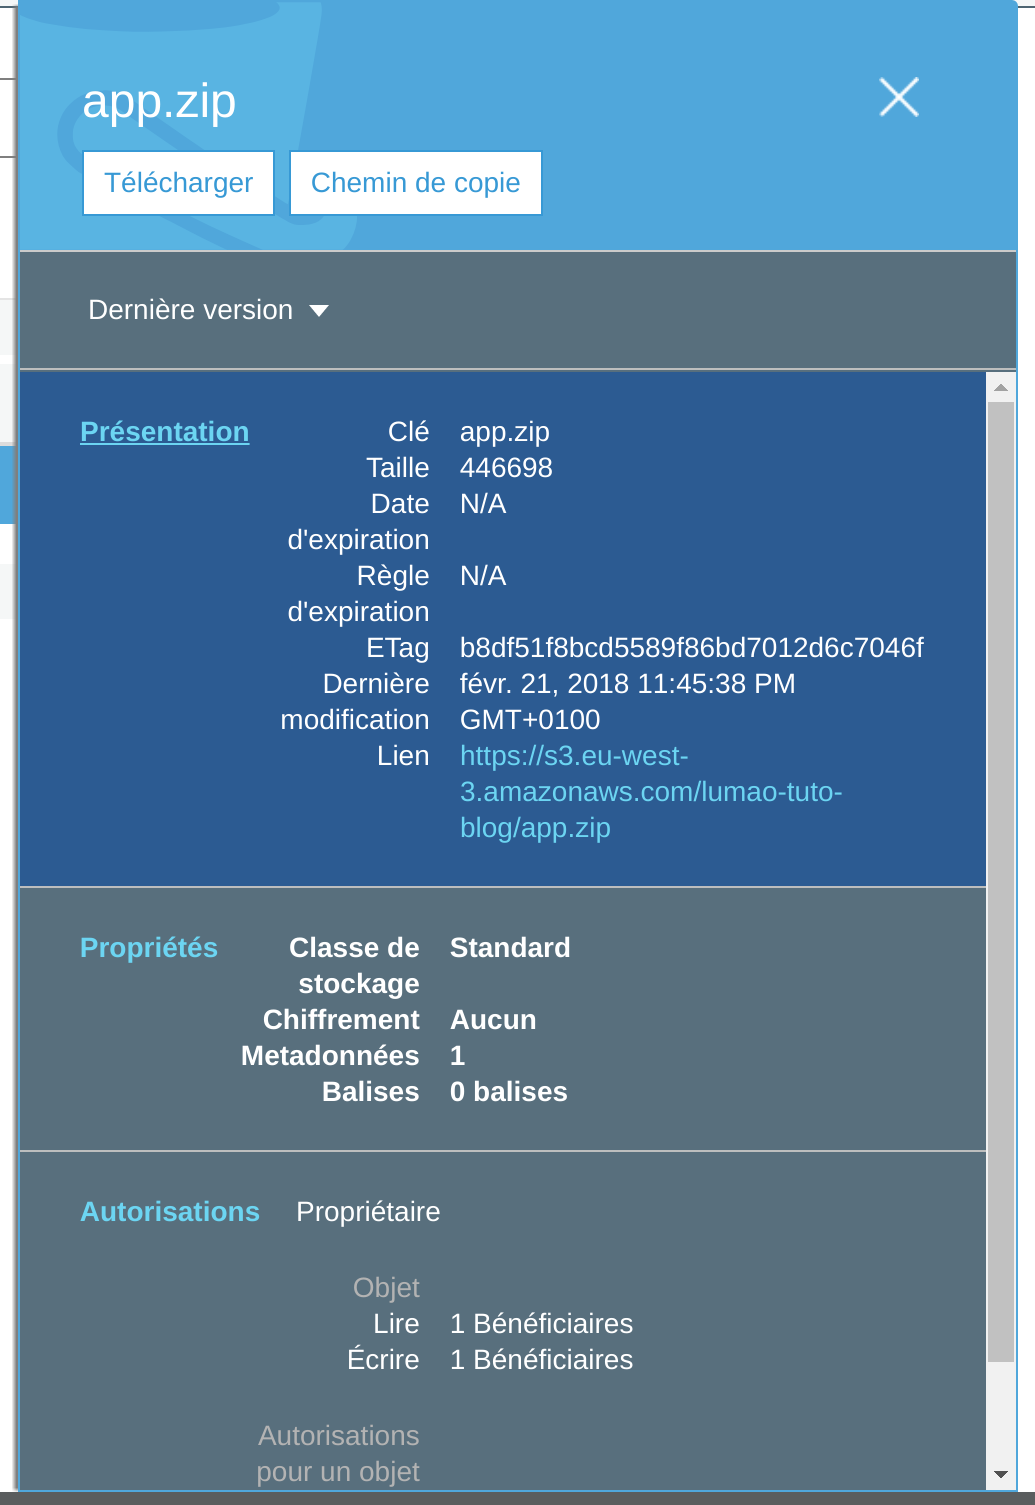 app.zip
Télécharger Chemin de copie
Dernière version
Présentation Clé app.zip
Taille 446698
Date N/A
d'expiration
Règle N/A
d'expiration
ETag b8df51f8bcd5589f86bd7012d6c7046f
Dernière févr. 21, 2018 11:45:38 PM
modification GMT+0100
Lien https://s3.eu-west-
3.amazonaws.com/lumao-tuto-
blog/app.zip
Propriétés Classe de Standard
stockage
Chiffrement Aucun
Metadonnées 1
Balises 0 balises
Autorisations Propriétaire
Objet
Lire 1 Bénéficiaires
Écrire 1 Bénéficiaires
Autorisations
pour un objet